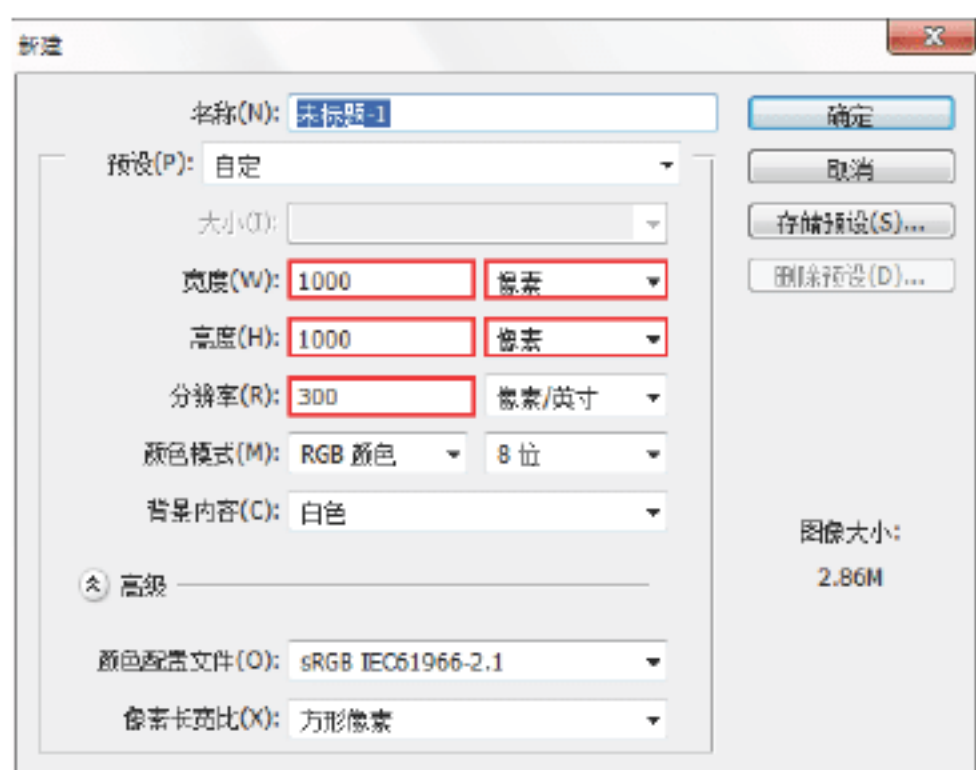 新建
名称(N): 未标题-1
确定
预设(P): 自定
取消
大小(I):
存储预设(S)...
宽度(W): 1000 像素
删除预设(D)...
高度(H): 1000 像素
分辨率(R): 300 像素/英寸
颜色模式(M): RGB 颜色 8 位
背景内容(C): 白色
图像大小:
2.86M
高级
颜色配置文件(O): sRGB IEC61966-2.1
像素长宽比(X): 方形像素